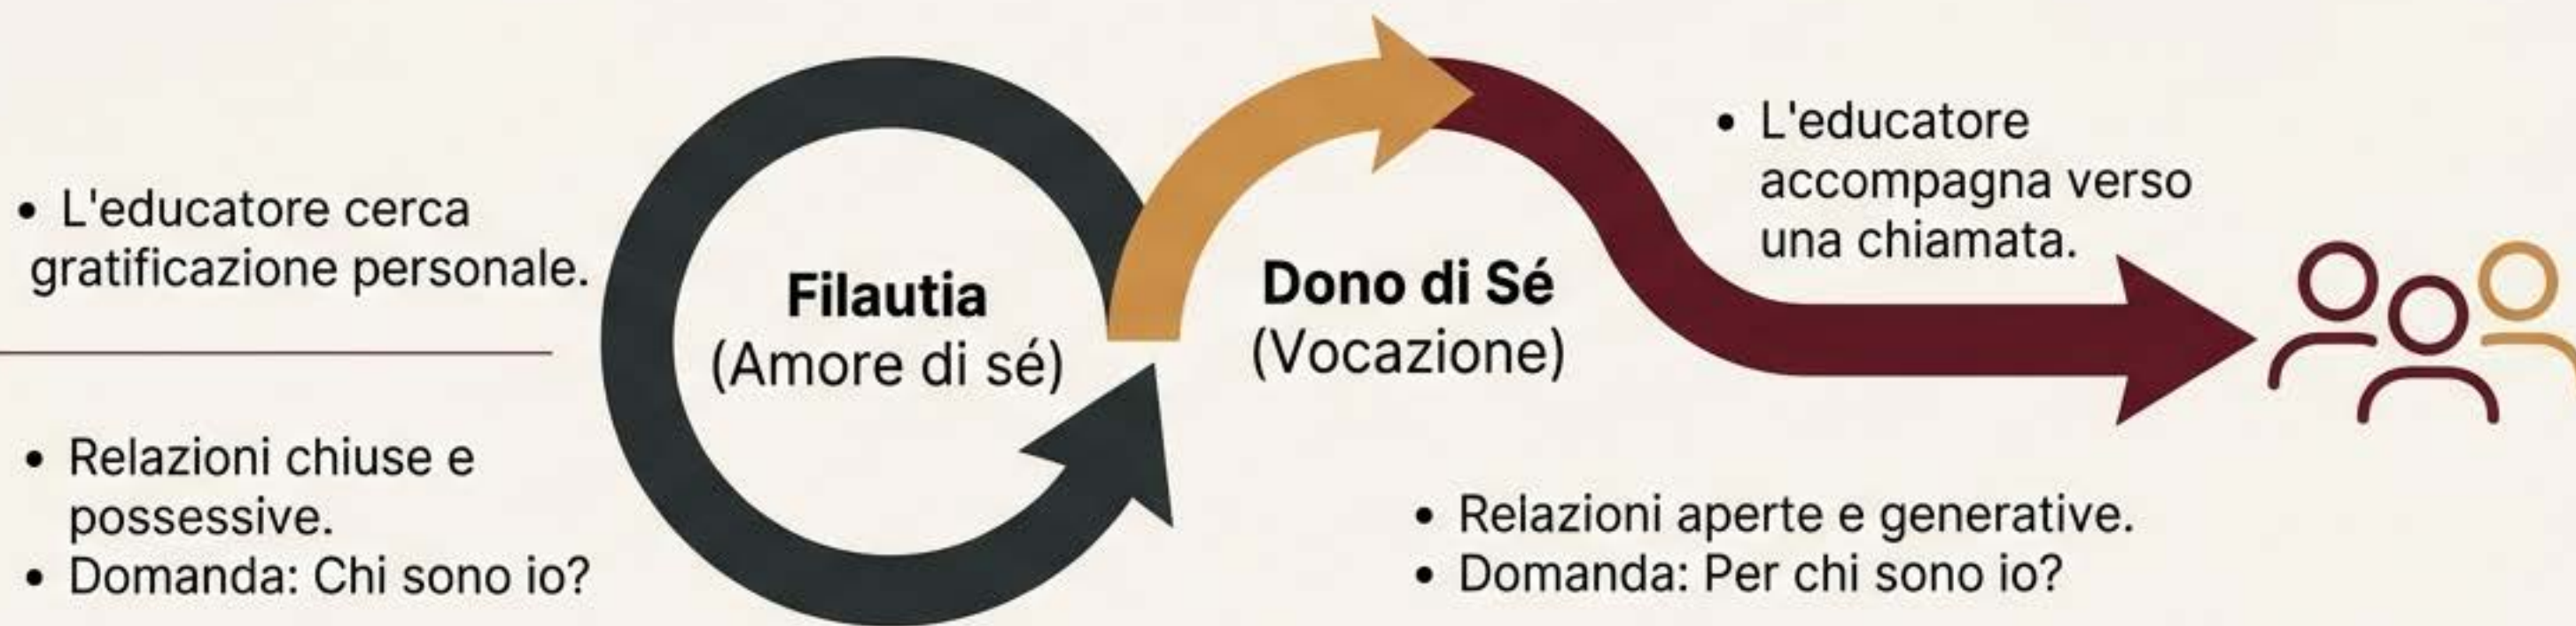 L'educatore cerca
gratificazione personale.
Relazioni chiuse e
possessive.
Domanda: Chi sono io?
Filautia
(Amore di sé)
Dono di Sé
(Vocazione)
L'educatore
accompagna verso
una chiamata.
Relazioni aperte e generative.
Domanda: Per chi sono io?